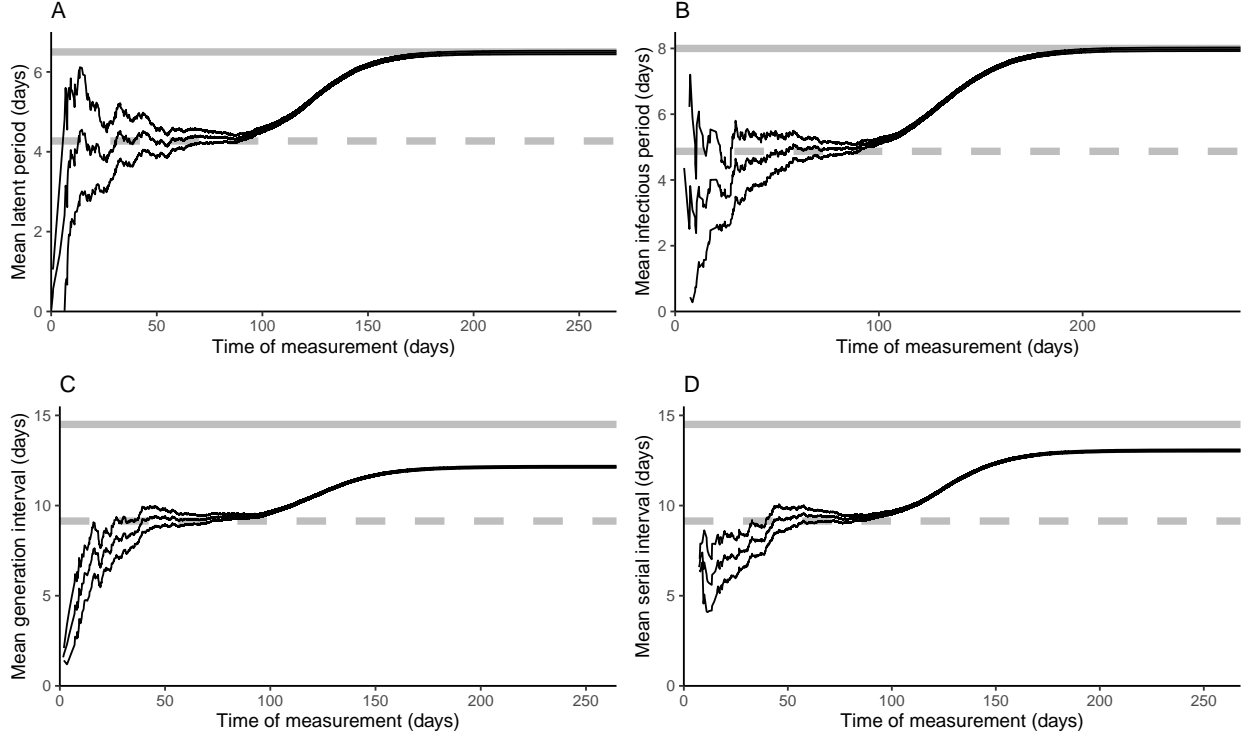 A
Mean latent period (days)
6
4
2
0
0 50 100 150 200 250
Time of measurement (days)
B
Mean infectious period (days)
8
6
4
2
0
0 100 200
Time of measurement (days)
C
Mean generation interval (days)
15
10
5
0
0 50 100 150 200 250
Time of measurement (days)
D
Mean serial interval (days)
15
10
5
0
0 50 100 150 200 250
Time of measurement (days)